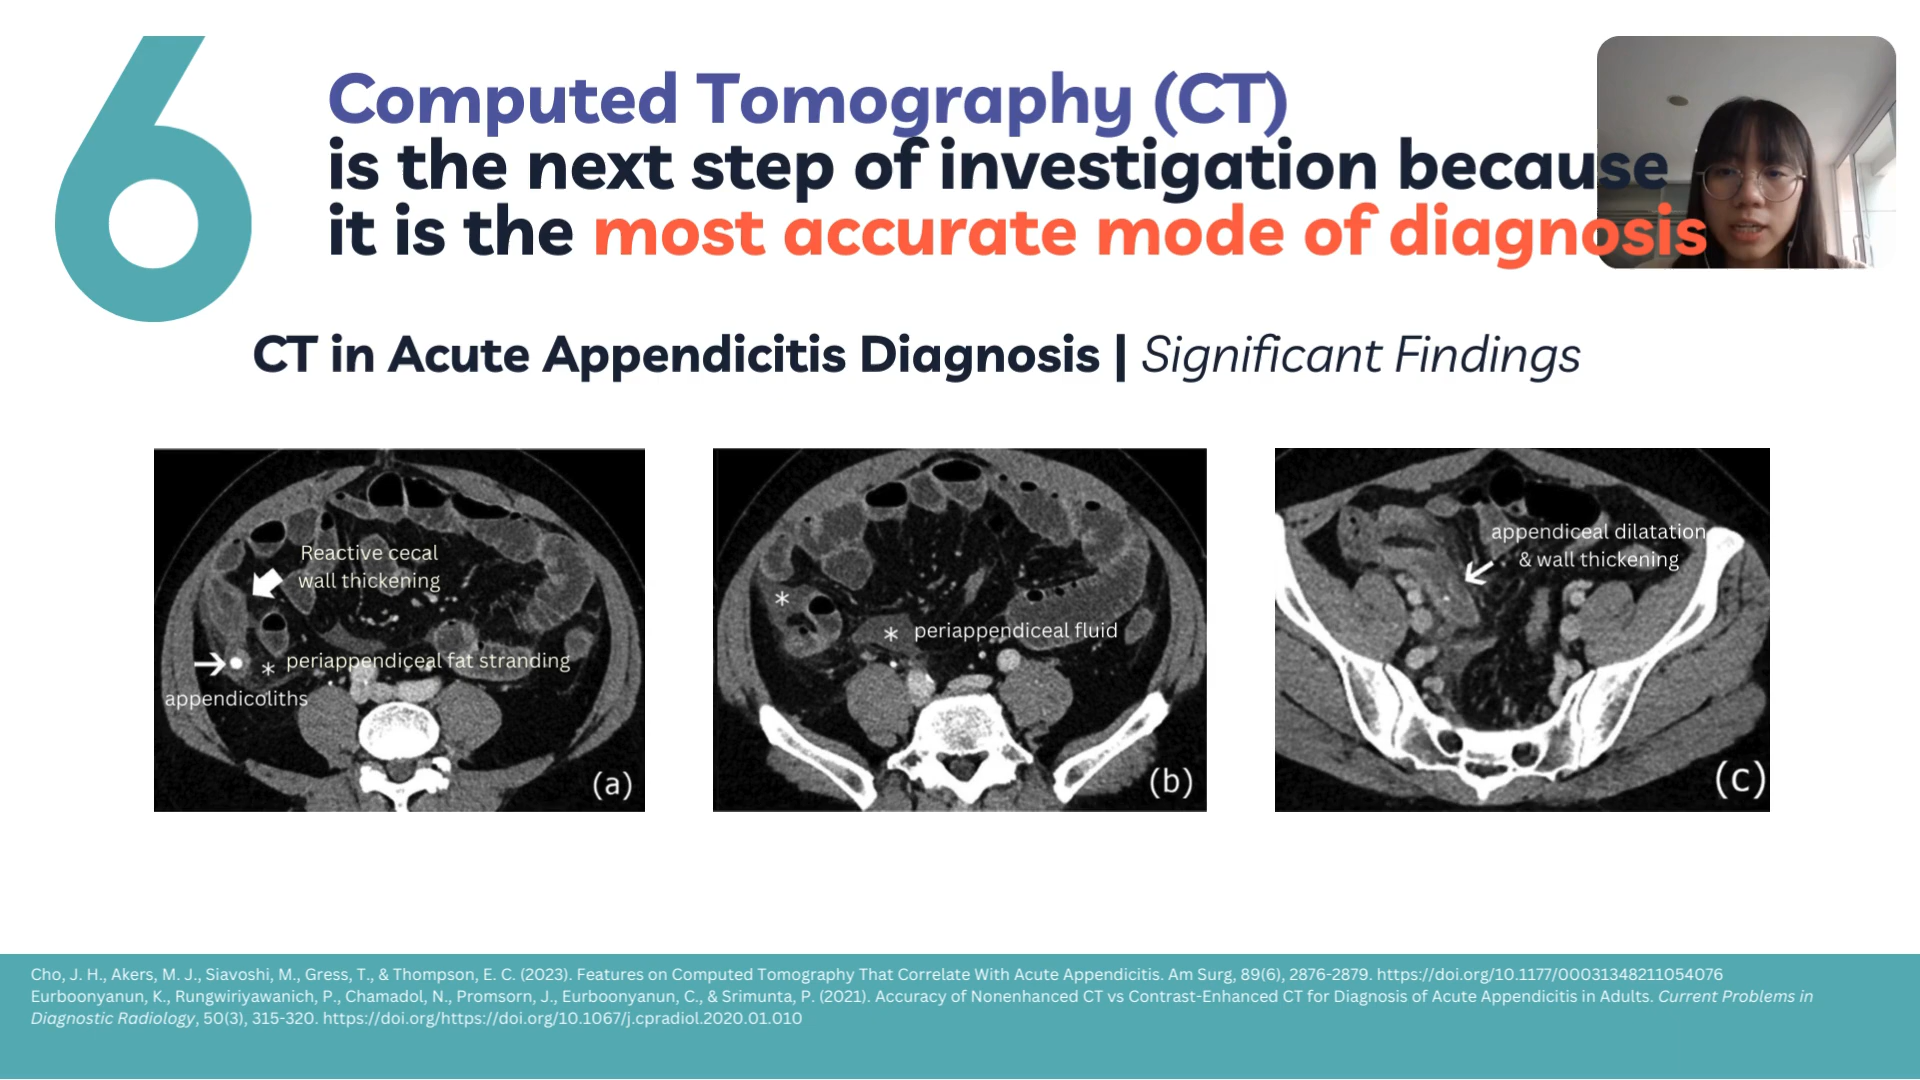 6
Computed Tomography (CT)
is the next step of investigation because
it is the most accurate mode of diagnosis
CT in Acute Appendicitis Diagnosis | Significant Findings
Reactive cecal
wall thickening
* periappendiceal fat stranding
appendicoliths
(a)
*
* periappendiceal fluid
(b)
appendiceal dilatation
& wall thickening
(c)
Cho, J. H., Akers, M. J., Siavoshi, M., Gress, T., & Thompson, E. C. (2023). Features on Computed Tomography That Correlate With Acute Appendicitis. Am Surg, 89(6), 2876-2879. https://doi.org/10.1177/00031348211054076
Eurboonyanun, K., Rungwiriyawanich, P., Chamadol, N., Promsorn, J., Eurboonyanun, C., & Srimunta, P. (2021). Accuracy of Nonenhanced CT vs Contrast-Enhanced CT for Diagnosis of Acute Appendicitis in Adults. Current Problems in
Diagnostic Radiology, 50(3), 315-320. https://doi.org/https://doi.org/10.1067/j.cpradiol.2020.01.010